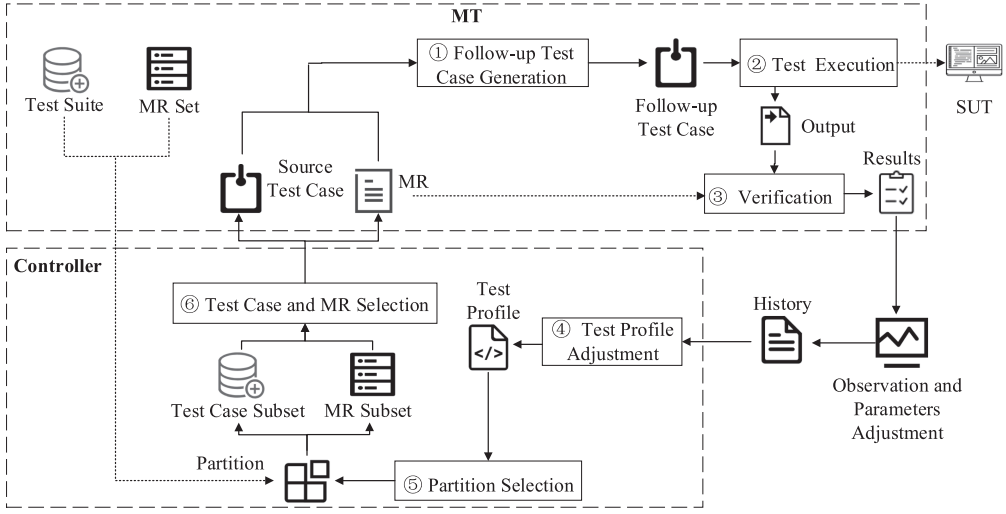 MT
① Follow-up Test
Case Generation
② Test Execution
Test Suite
MR Set
Follow-up
Test Case
SUT
Output
Source
Test Case
MR
Results
③ Verification
Controller
⑥ Test Case and MR Selection
Test
Profile
</>
④ Test Profile
Adjustment
History
Test Case Subset
MR Subset
Observation and
Parameters
Adjustment
Partition
⑤ Partition Selection